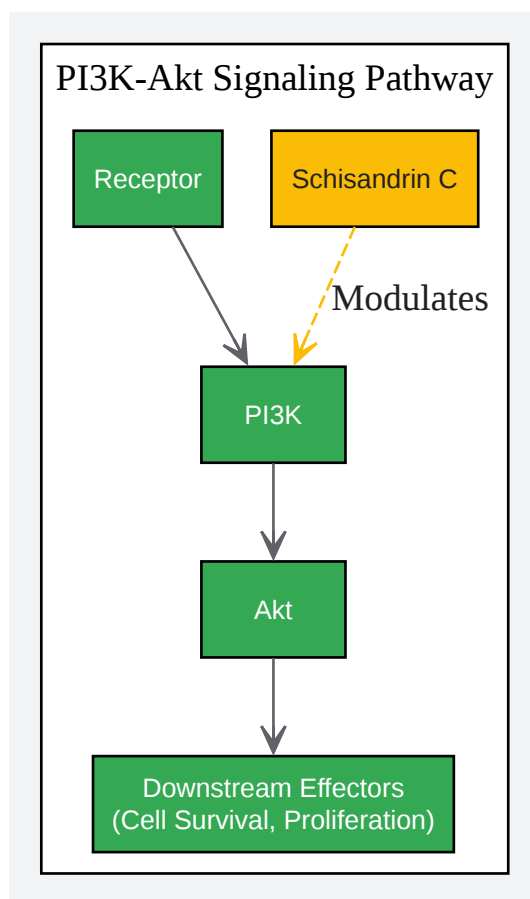 PI3K-Akt Signaling Pathway
Receptor
Schisandrin C
Modulates
PI3K
Akt
Downstream Effectors
(Cell Survival, Proliferation)